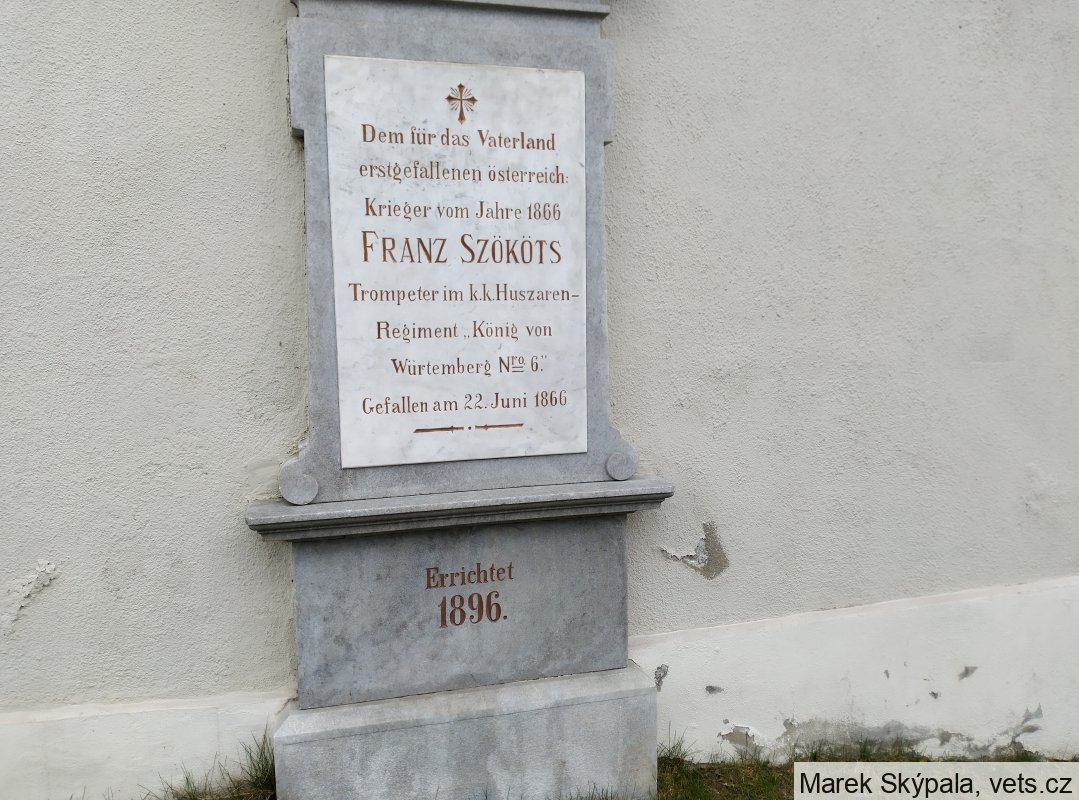 Dem für das Vaterland
erstgefallenen österreich:
Krieger vom Jahre 1866
FRANZ SZÖKÖTS
Trompeter im k.k. Huszaren-
Regiment „König von
Würtemberg Nro 6."
Gefallen am 22. Juni 1866
Errichtet
1896.
Marek Skýpala, vets.cz